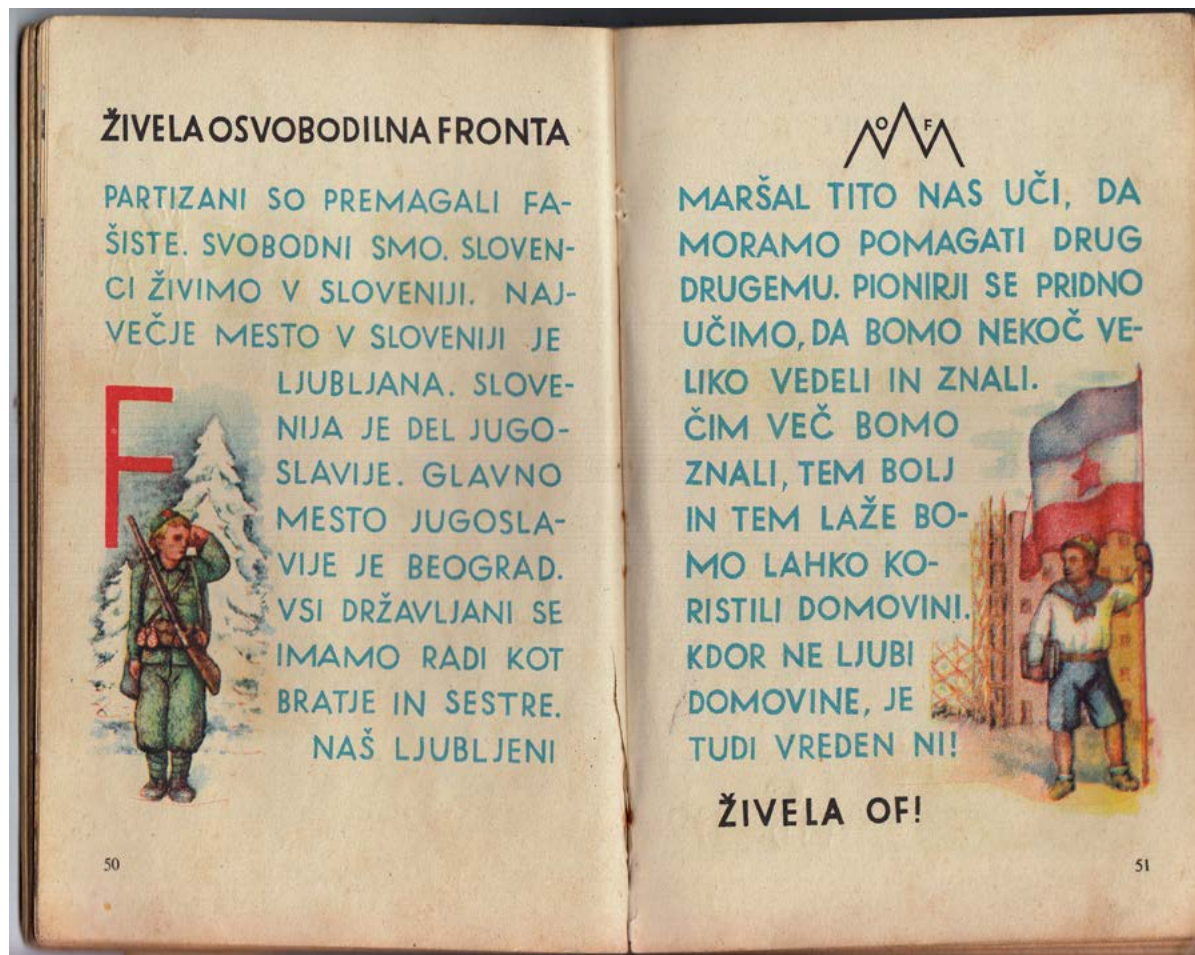 ŽIVELA OSVOBODILNA FRONTA
PARTIZANI SO PREMAGALI FA-
ŠISTE. SVOBODNI SMO. SLOVEN-
CI ŽIVIMO V SLOVENIJI. NAJ-
VEČJE MESTO V SLOVENIJI JE
LJUBLJANA. SLOVE-
NIJA JE DEL JUGO-
SLAVIJE. GLAVNO
MESTO JUGOSLA-
VIJE JE BEOGRAD.
VSI DRŽAVLJANI SE
IMAMO RADI KOT
BRATJE IN SESTRE.
NAŠ LJUBLJENI
F
50
O F
MARŠAL TITO NAS UČI, DA
MORAMO POMAGATI DRUG
DRUGEMU. PIONIRJI SE PRIDNO
UČIMO, DA BOMO NEKOČ VE-
LIKO VEDELI IN ZNALI.
ČIM VEČ BOMO
ZNALI, TEM BOLJ
IN TEM LAŽE BO-
MO LAHKO KO-
RISTILI DOMOVINI.
KDOR NE LJUBI
DOMOVINE, JE
TUDI VREDEN NI!
ŽIVELA OF!
51